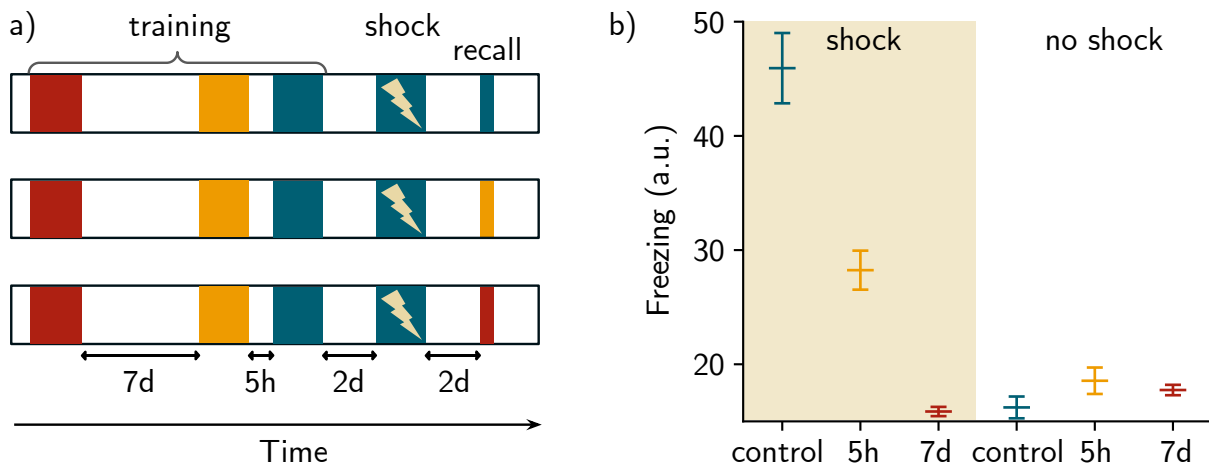 a)
training
shock
recall
7d
5h
2d
2d
Time
b)
shock
no shock
Freezing (a.u.)
50
40
30
20
control
5h
7d
control
5h
7d